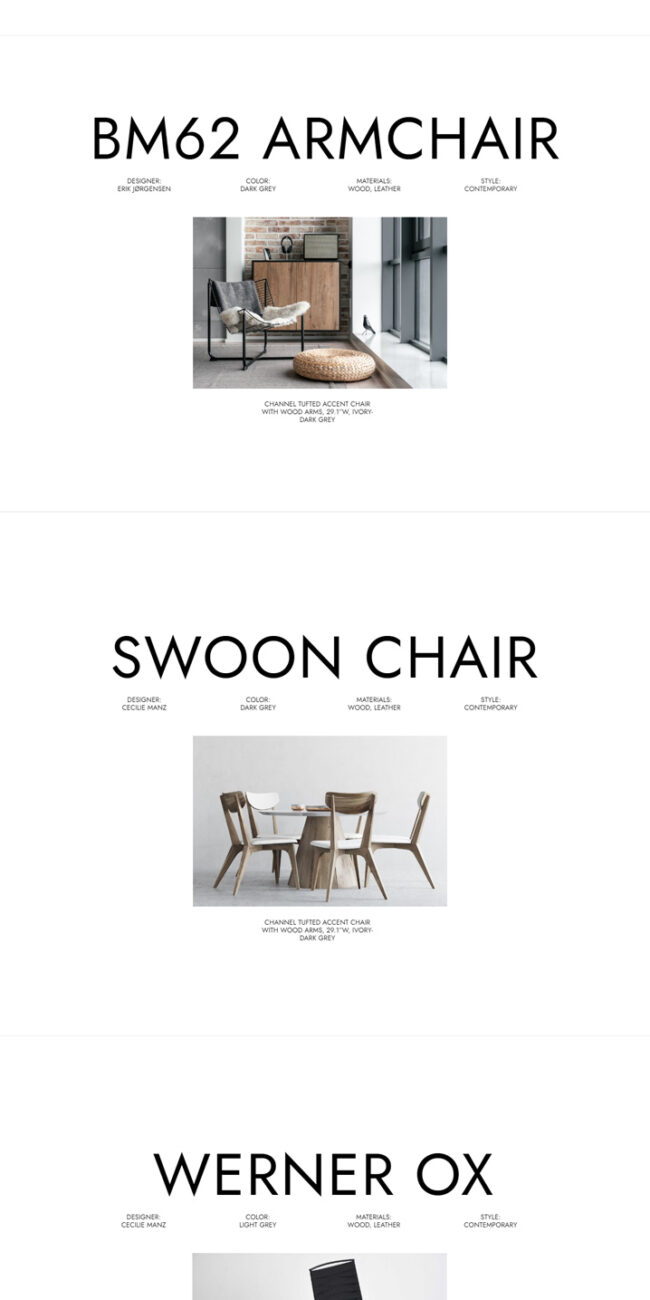 BM62 ARMCHAIR
DESIGNER:
ERIK JØRGENSEN
COLOR:
DARK GREY
MATERIALS:
WOOD, LEATHER
STYLE:
CONTEMPORARY
CHANNEL TUFTED ACCENT CHAIR
WITH WOOD ARMS, 29.1"W, IVORY-
DARK GREY
SWOON CHAIR
DESIGNER:
CECILIE MANZ
COLOR:
DARK GREY
MATERIALS:
WOOD, LEATHER
STYLE:
CONTEMPORARY
CHANNEL TUFTED ACCENT CHAIR
WITH WOOD ARMS, 29.1"W, IVORY-
DARK GREY
WERNER OX
DESIGNER:
CECILIE MANZ
COLOR:
LIGHT GREY
MATERIALS:
WOOD, LEATHER
STYLE:
CONTEMPORARY